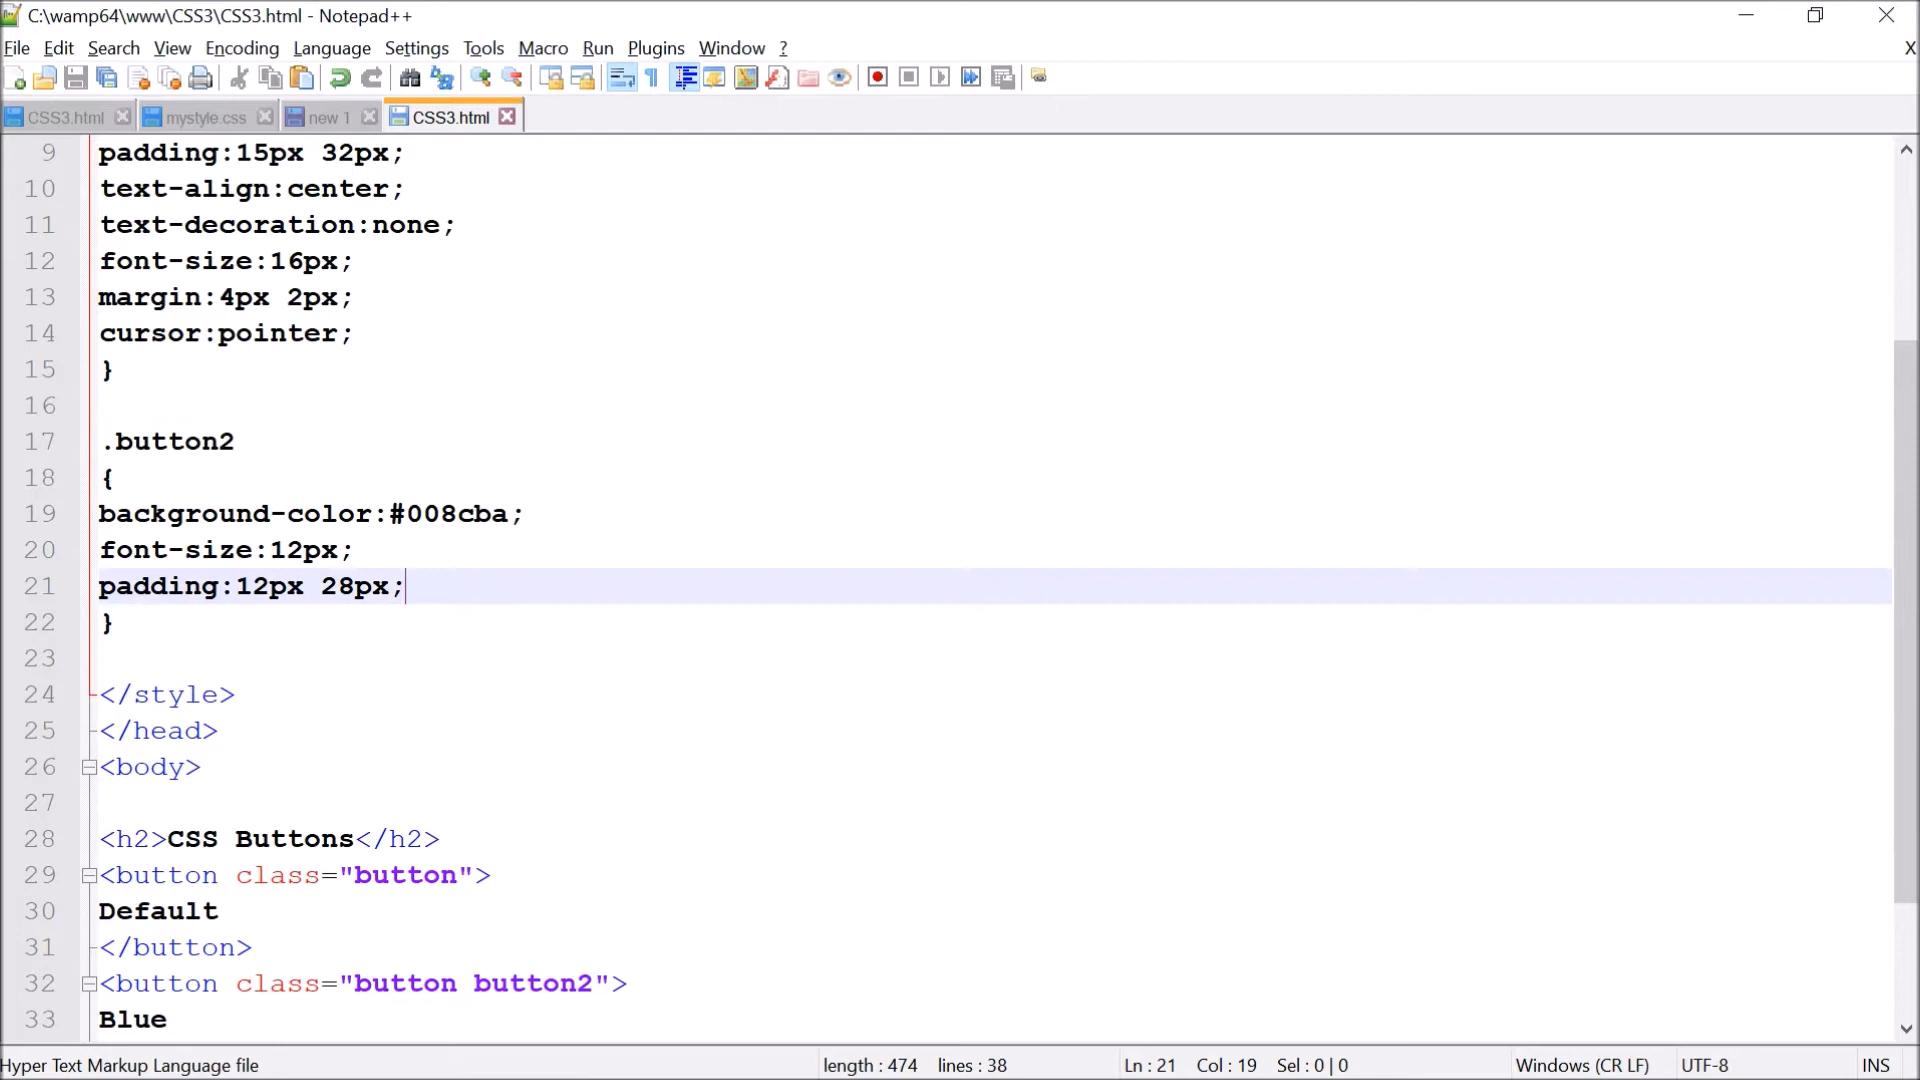 C:\wamp64\www\CSS3\CSS3.html - Notepad++
File Edit Search View Encoding Language Settings Tools Macro Run Plugins Window ? X
CSS3.html mystyle.css new 1 CSS3.html
9 padding:15px 32px;
10 text-align:center;
11 text-decoration:none;
12 font-size:16px;
13 margin:4px 2px;
14 cursor:pointer;
15 }
16
17 .button2
18 {
19 background-color:#008cba;
20 font-size:12px;
21 padding:12px 28px;
22 }
23
24 </style>
25 </head>
26 <body>
27
28 <h2>CSS Buttons</h2>
29 <button class="button">
30 Default
31 </button>
32 <button class="button button2">
33 Blue
Hyper Text Markup Language file length : 474 lines : 38 Ln : 21 Col : 19 Sel : 0 | 0 Windows (CR LF) UTF-8 INS